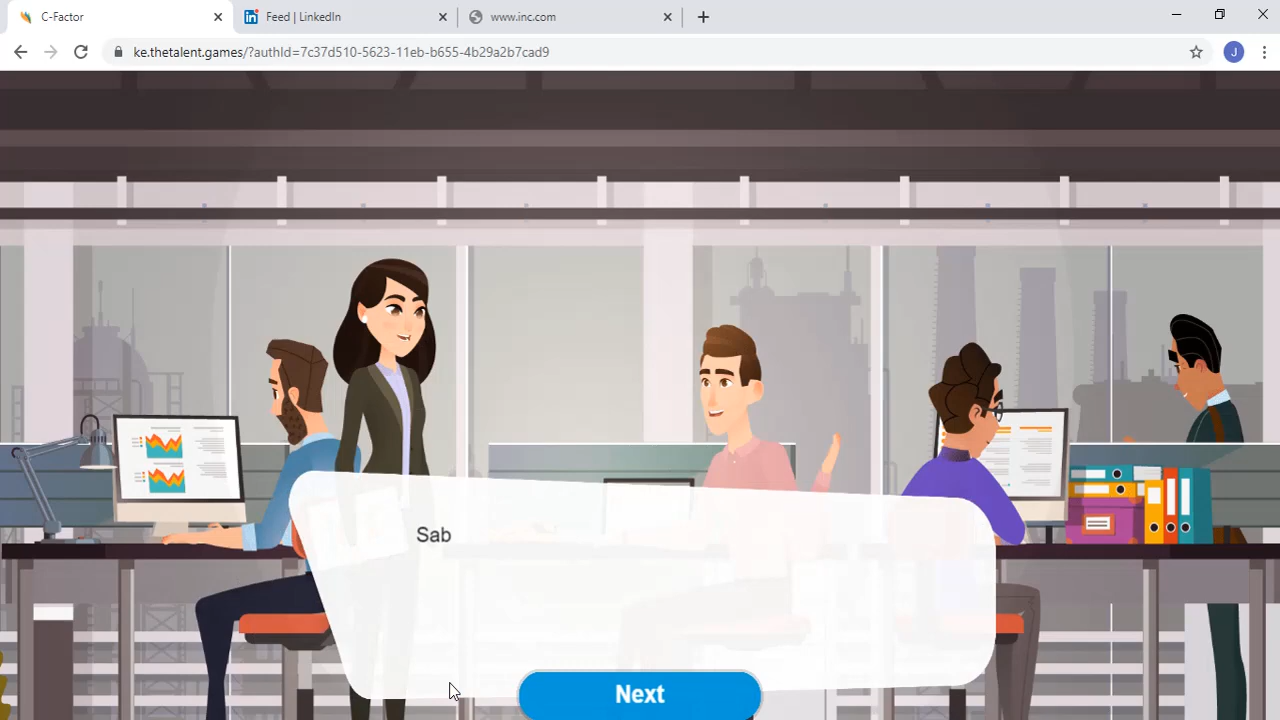 C-Factor
Feed | LinkedIn
www.inc.com
ke.thetalent.games/?authId=7c37d510-5623-11eb-b655-4b29a2b7cad9
J
Sab
Next